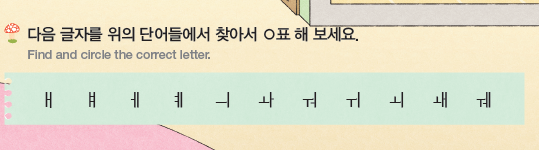 다음 글자를 위의 단어들에서 찾아서 O표 해 보세요.
Find and circle the correct letter.
ㅐ ㅒ ㅔ ㅖ ㅢ ㅘ ㅝ ㅟ ㅚ ㅙ ㅞ